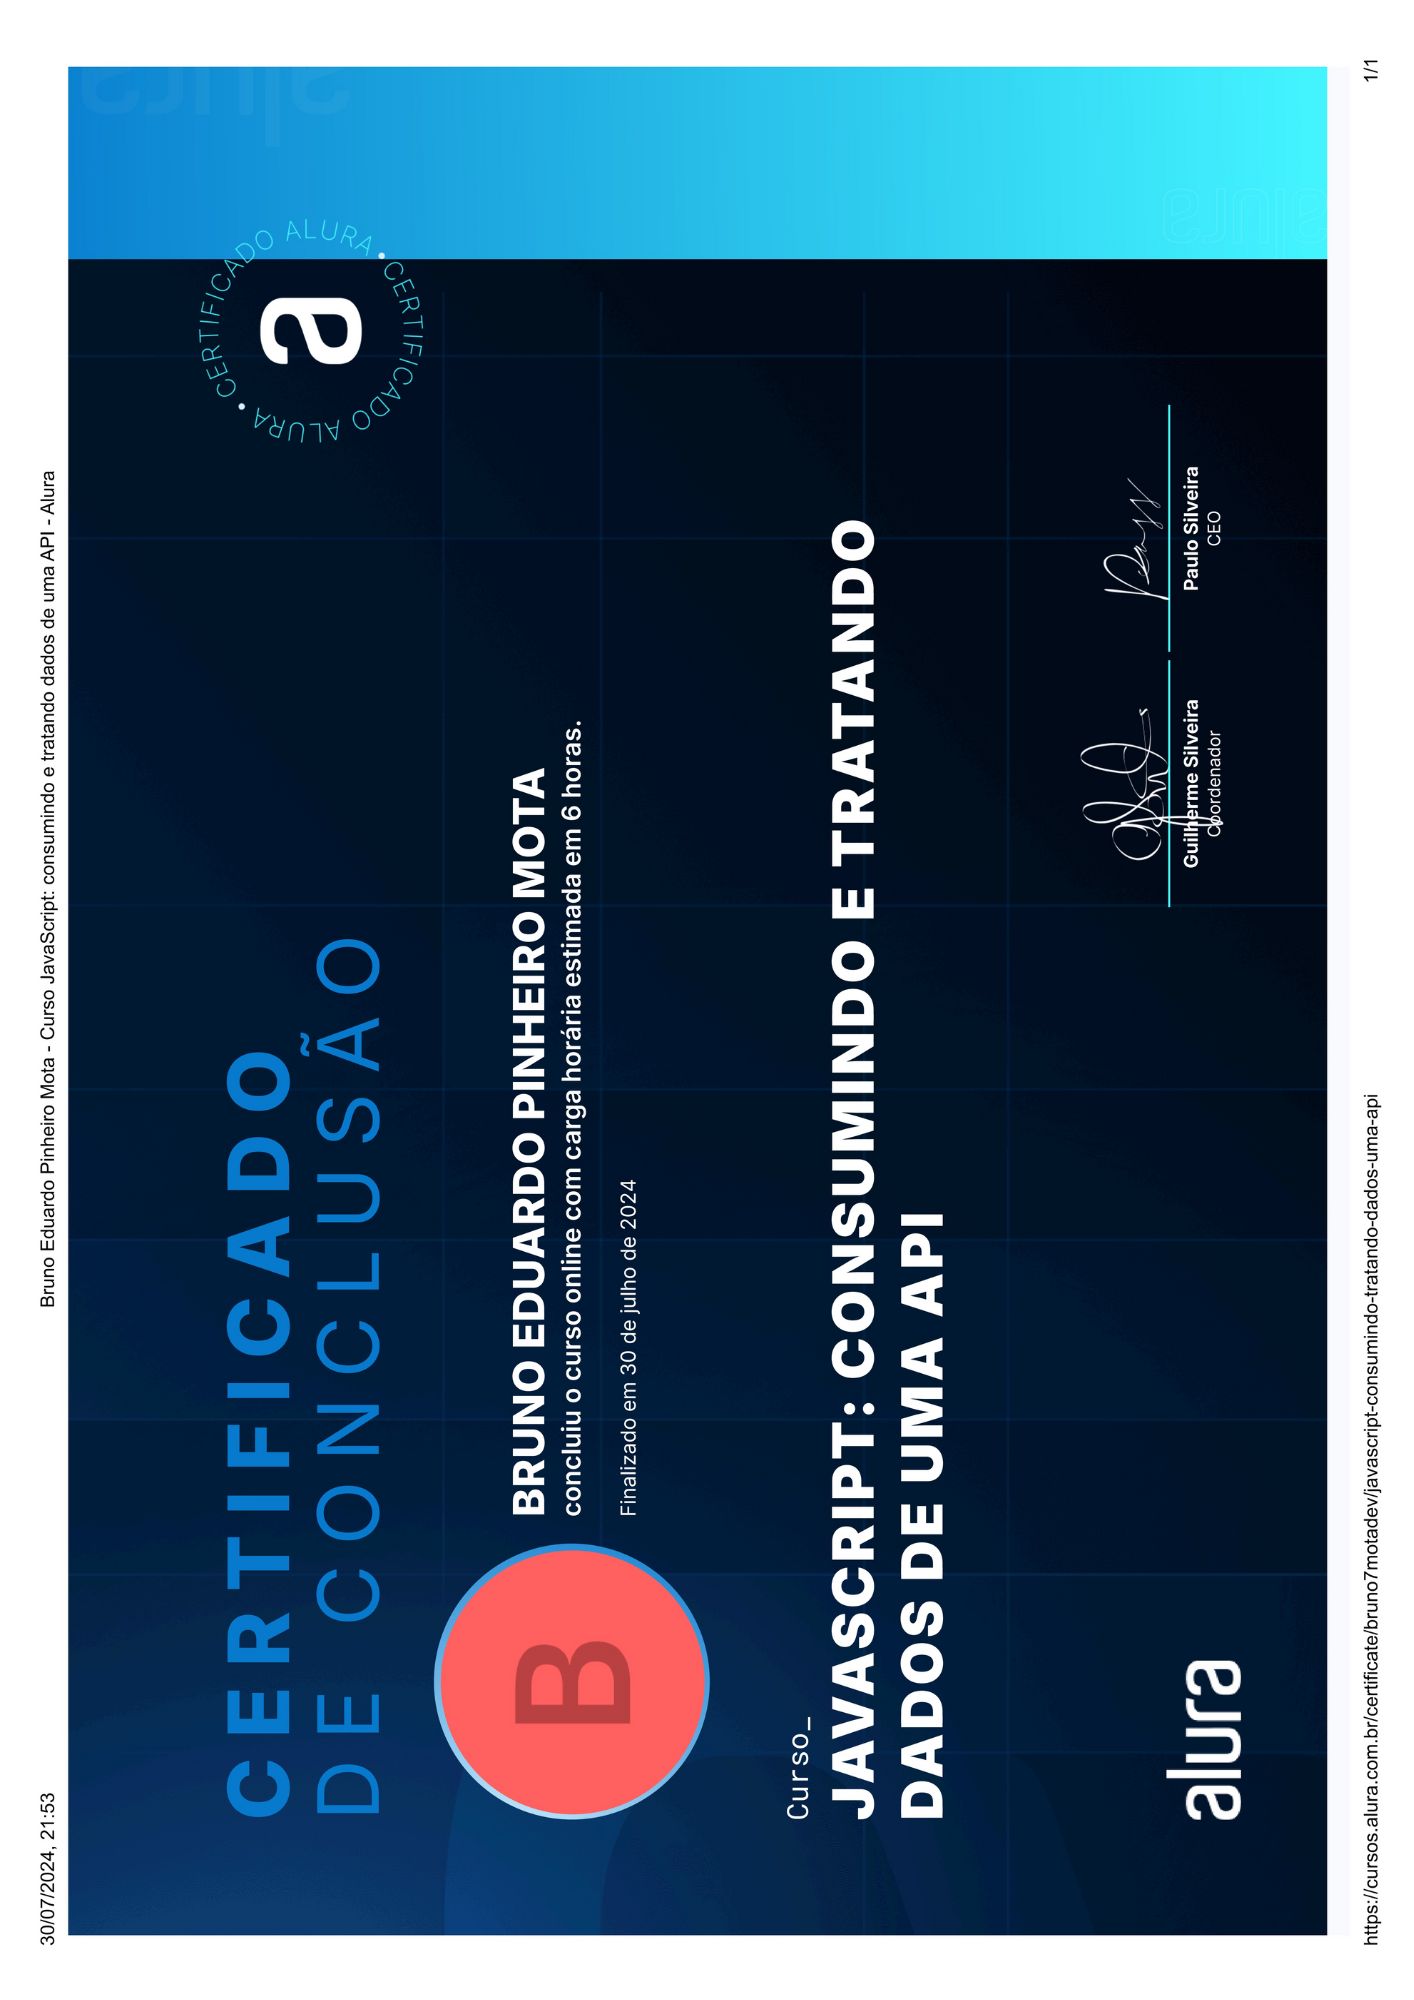 30/07/2024, 21:53
Bruno Eduardo Pinheiro Mota - Curso JavaScript: consumindo e tratando dados de uma API - Alura
CERTIFICADO
DE CONCLUSÃO
CERTIFICADO ALURA • CERTIFICADO ALURA •
a
alura
B
BRUNO EDUARDO PINHEIRO MOTA
concluiu o curso online com carga horária estimada em 6 horas.
Finalizado em 30 de julho de 2024
Curso_
JAVASCRIPT: CONSUMINDO E TRATANDO
DADOS DE UMA API
alura
Guilherme Silveira
Coordenador
Paulo Silveira
CEO
alura
https://cursos.alura.com.br/certificate/bruno7motadev/javascript-consumindo-tratando-dados-uma-api
1/1